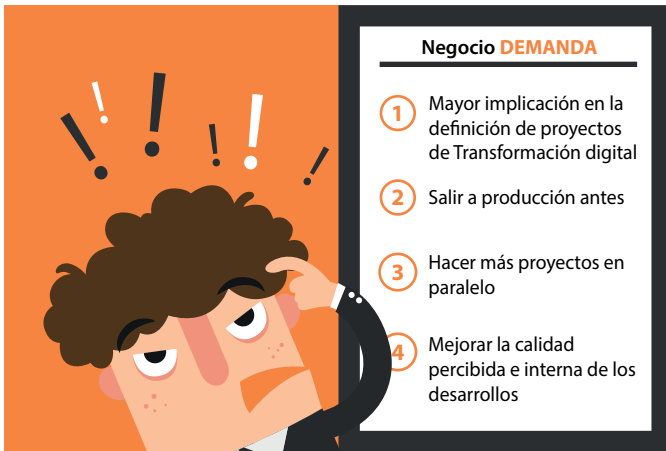 Negocio DEMANDA
1
Mayor implicación en la
definición de proyectos
de Transformación digital
2
Salir a producción antes
3
Hacer más proyectos en
paralelo
4
Mejorar la calidad
percibida e interna de los
desarrollos